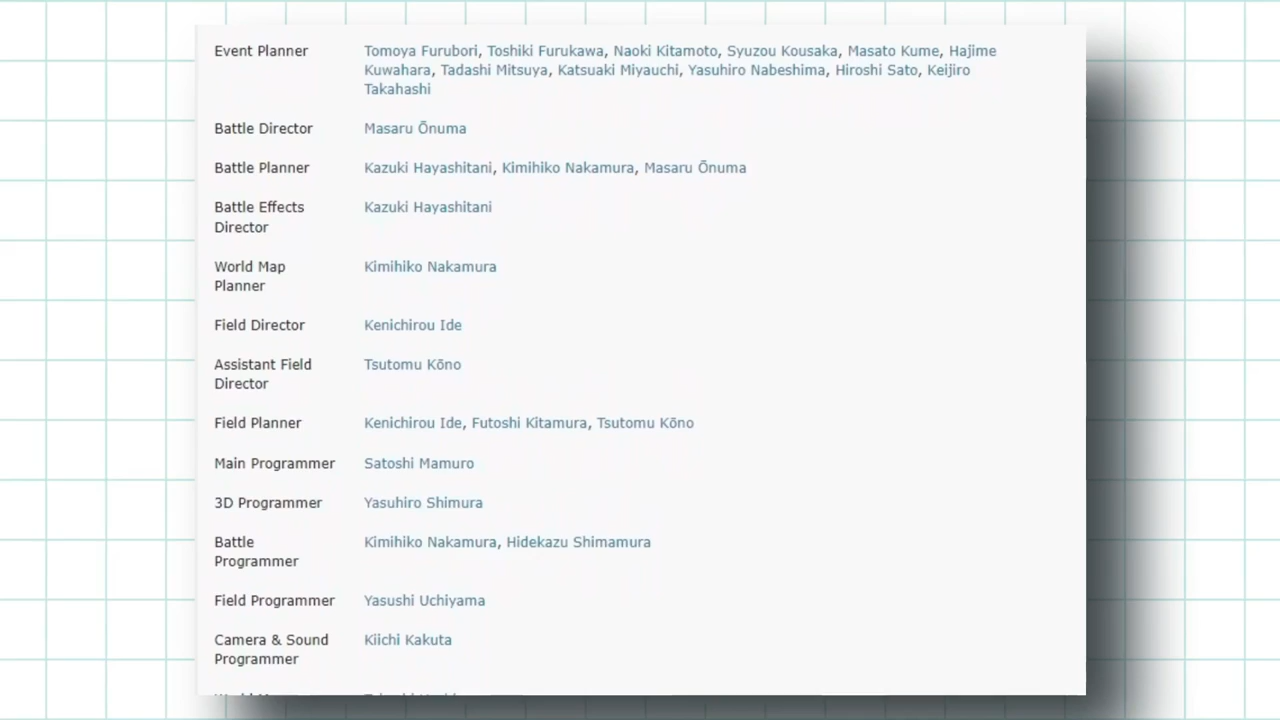 Event Planner Tomoya Furubori, Toshiki Furukawa, Naoki Kitamoto, Syuzou Kousaka, Masato Kume, Hajime
Kuwahara, Tadashi Mitsuya, Katsuaki Miyauchi, Yasuhiro Nabeshima, Hiroshi Sato, Keijiro
Takahashi
Battle Director Masaru Ōnuma
Battle Planner Kazuki Hayashitani, Kimihiko Nakamura, Masaru Ōnuma
Battle Effects Kazuki Hayashitani
Director
World Map Kimihiko Nakamura
Planner
Field Director Kenichirou Ide
Assistant Field Tsutomu Kōno
Director
Field Planner Kenichirou Ide, Futoshi Kitamura, Tsutomu Kōno
Main Programmer Satoshi Mamuro
3D Programmer Yasuhiro Shimura
Battle Kimihiko Nakamura, Hidekazu Shimamura
Programmer
Field Programmer Yasushi Uchiyama
Camera & Sound Kiichi Kakuta
Programmer